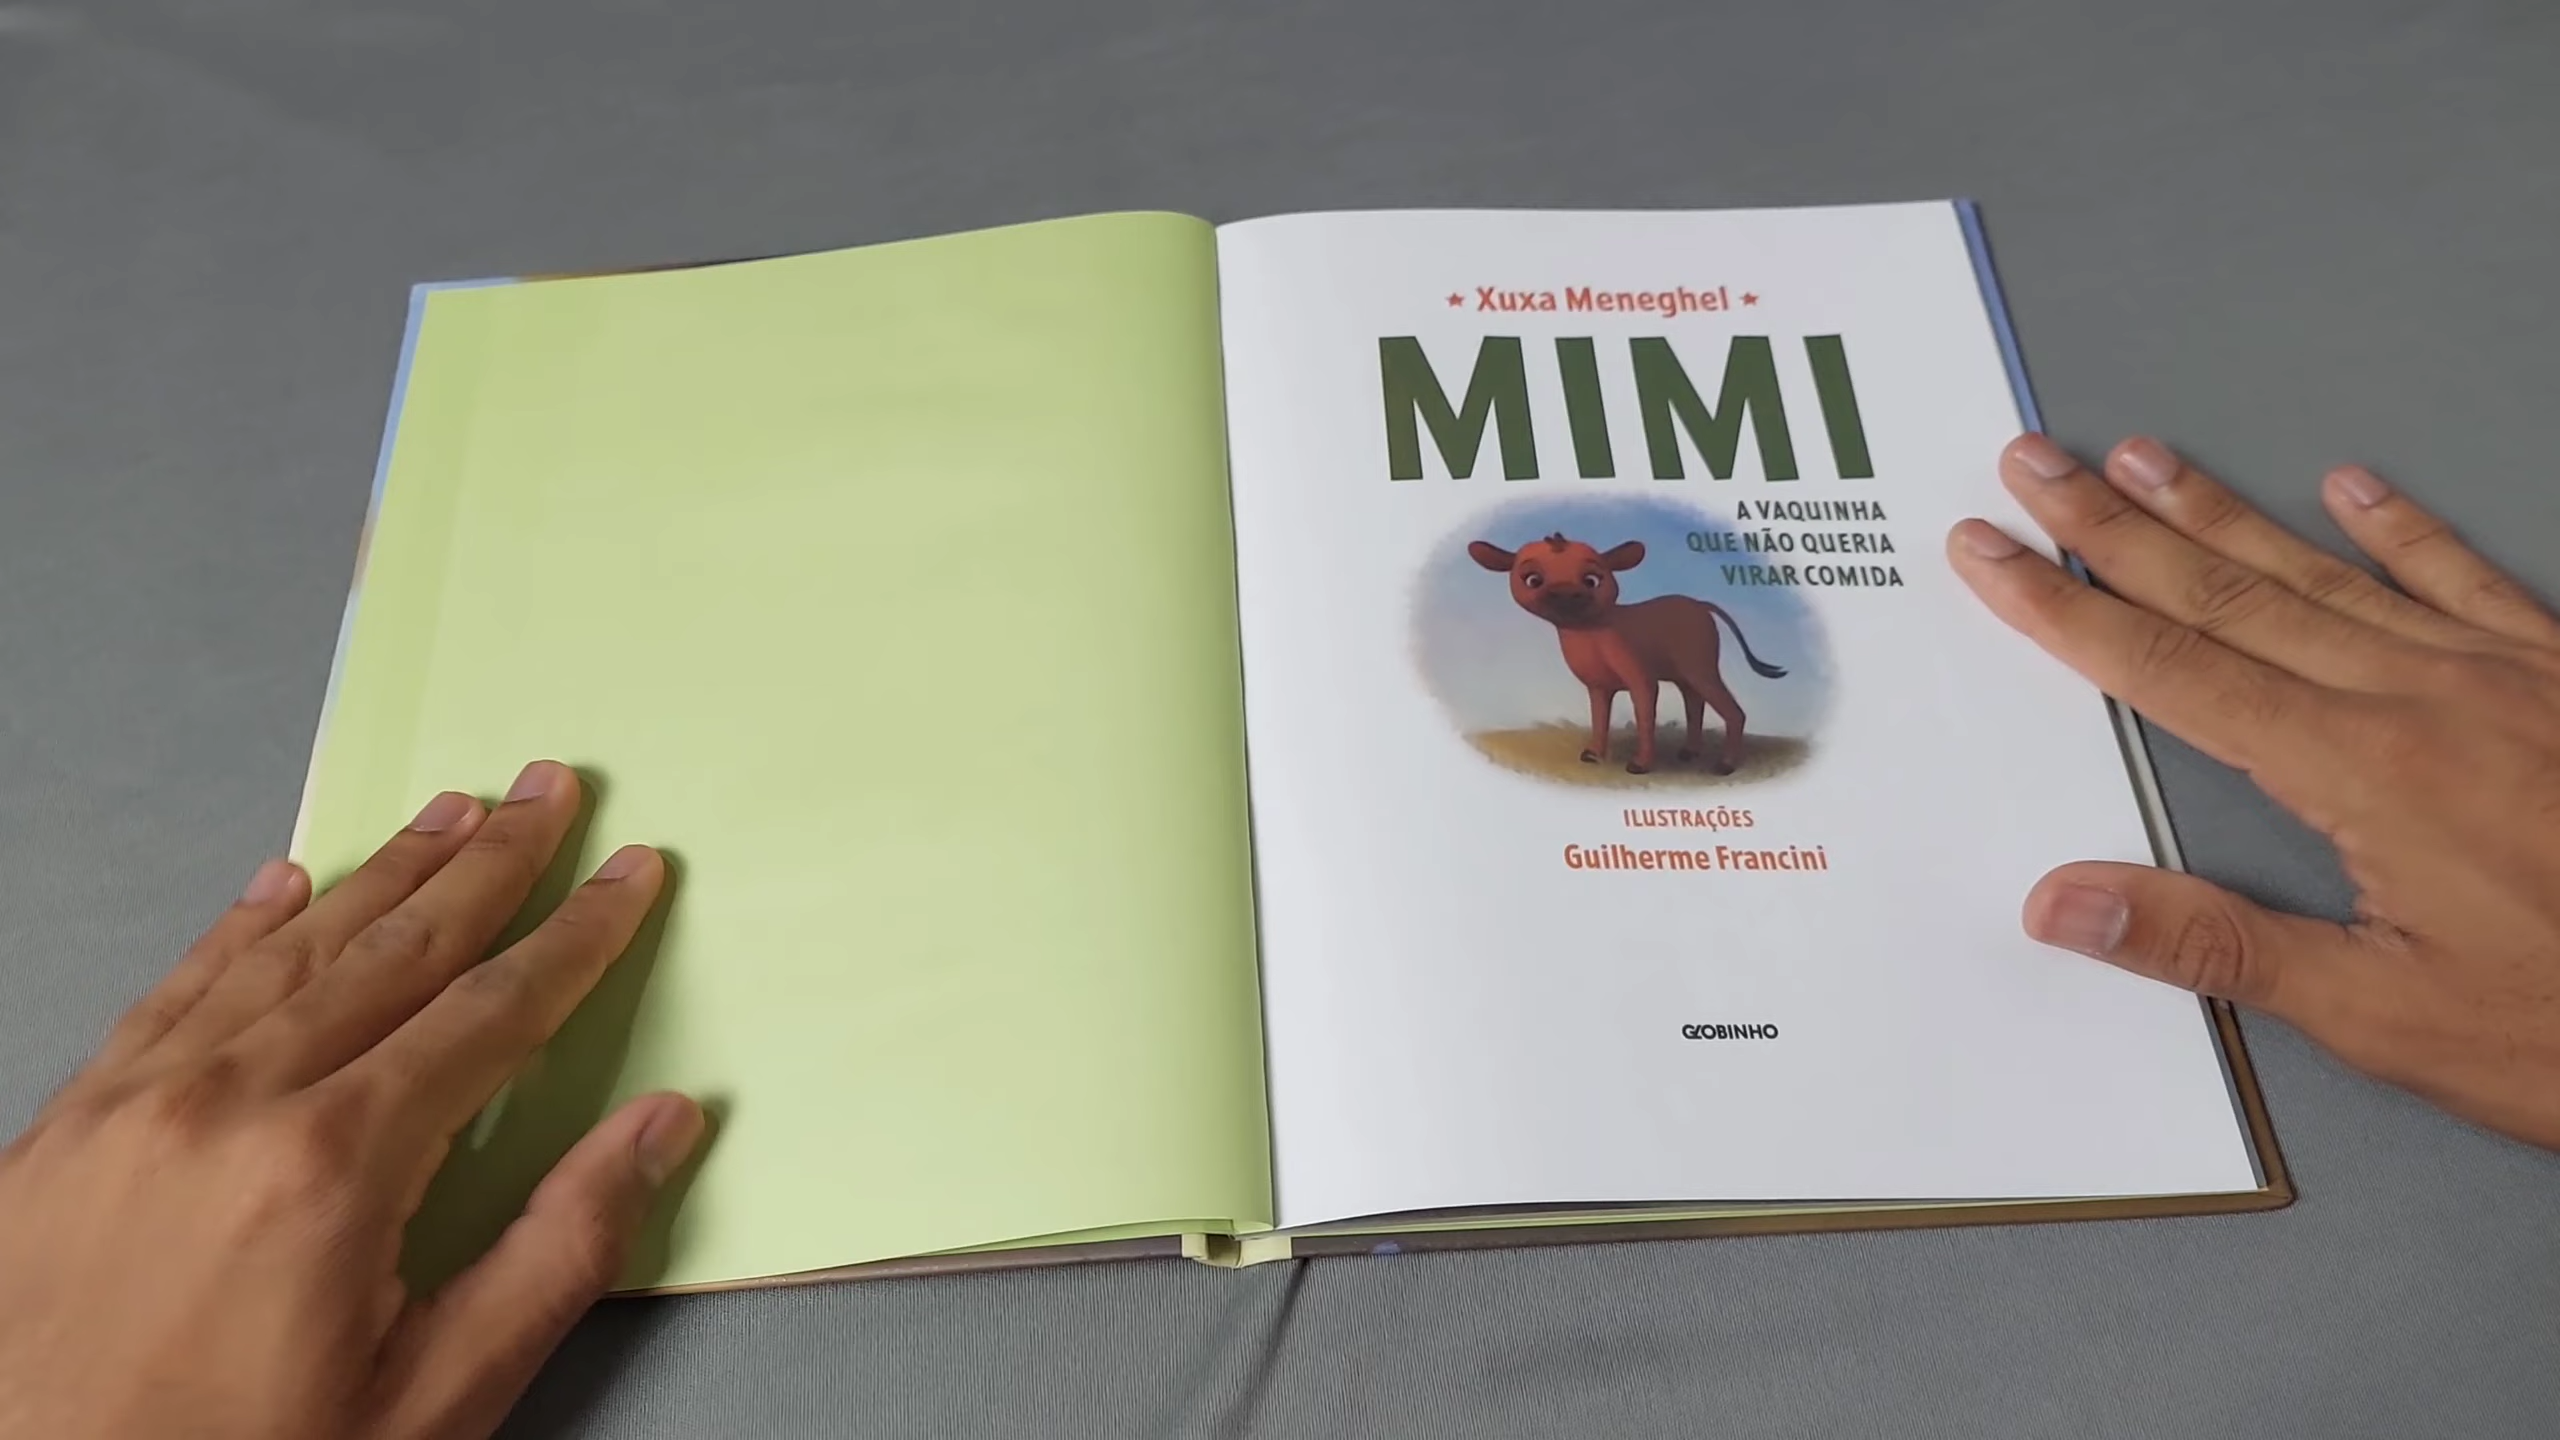 ★ Xuxa Meneghel ★
MIMI
A VAQUINHA
QUE NÃO QUERIA
VIRAR COMIDA
ILUSTRAÇÕES
Guilherme Francini
GLOBINHO